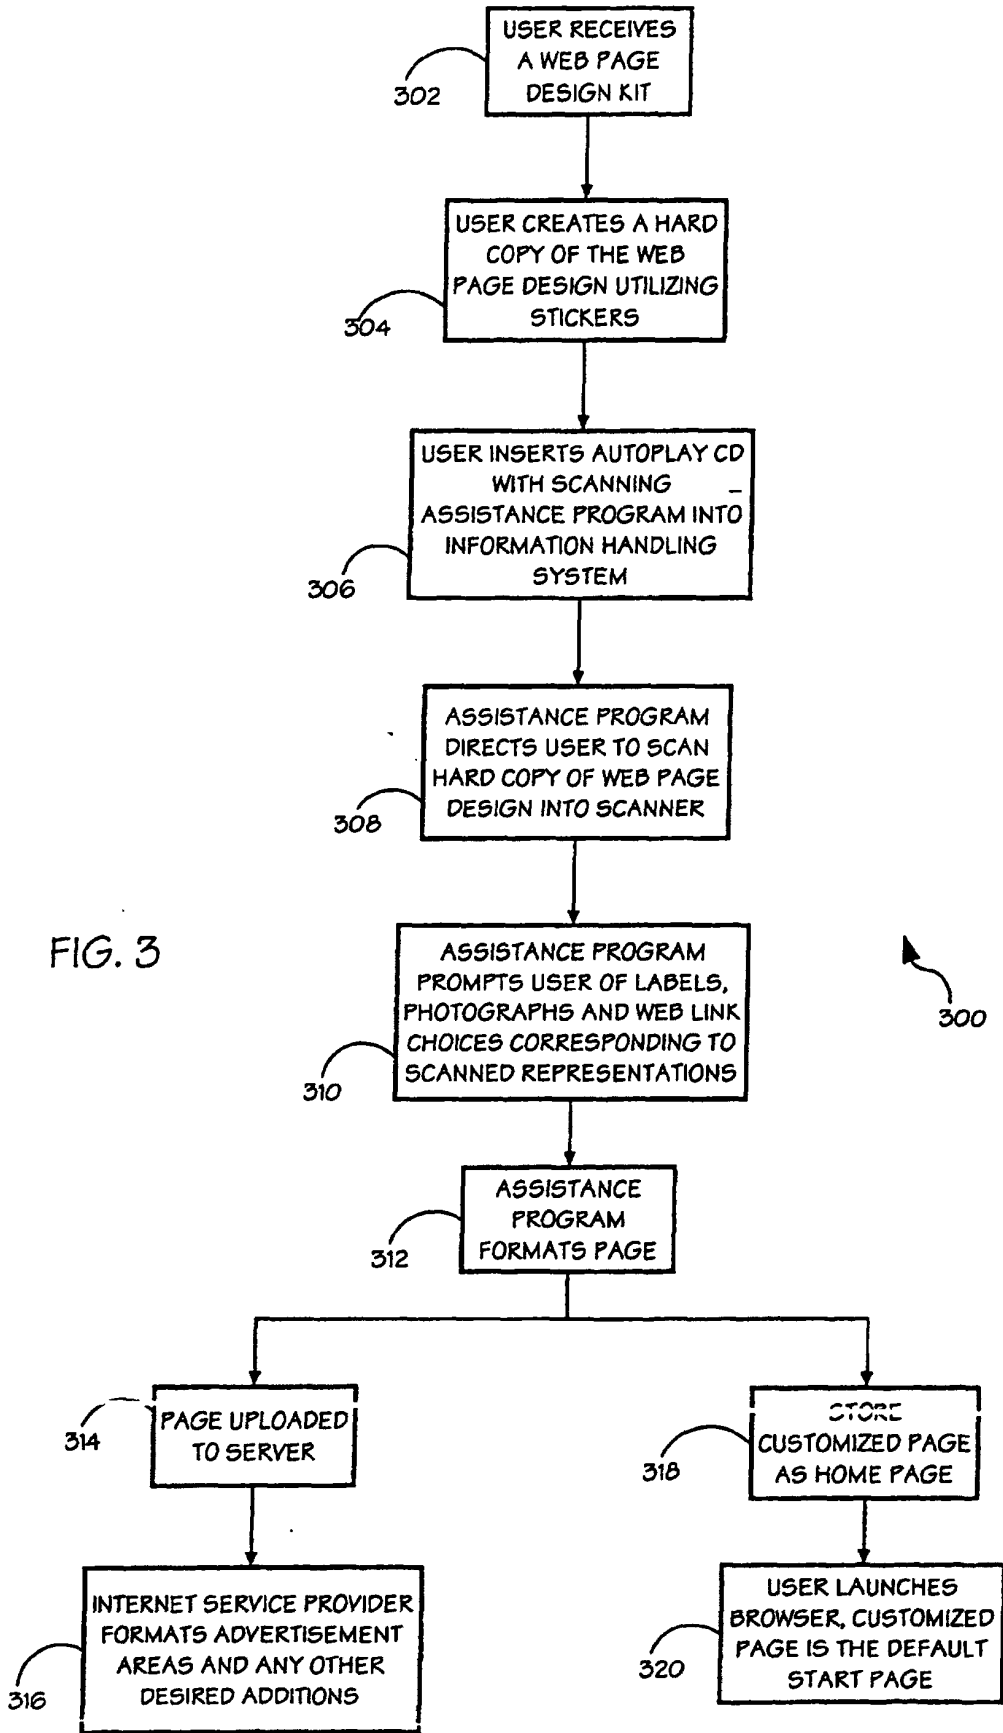 USER RECEIVES
A WEB PAGE
DESIGN KIT
302
USER CREATES A HARD
COPY OF THE WEB
PAGE DESIGN UTILIZING
STICKERS
304
USER INSERTS AUTOPLAY CD
WITH SCANNING
ASSISTANCE PROGRAM INTO
INFORMATION HANDLING
SYSTEM
306
ASSISTANCE PROGRAM
DIRECTS USER TO SCAN
HARD COPY OF WEB PAGE
DESIGN INTO SCANNER
308
FIG. 3
ASSISTANCE PROGRAM
PROMPTS USER OF LABELS,
PHOTOGRAPHS AND WEB LINK
CHOICES CORRESPONDING TO
SCANNED REPRESENTATIONS
310
300
ASSISTANCE
PROGRAM
FORMATS PAGE
312
PAGE UPLOADED
TO SERVER
314
STORE
CUSTOMIZED PAGE
AS HOME PAGE
318
INTERNET SERVICE PROVIDER
FORMATS ADVERTISEMENT
AREAS AND ANY OTHER
DESIRED ADDITIONS
316
USER LAUNCHES
BROWSER, CUSTOMIZED
PAGE IS THE DEFAULT
START PAGE
320